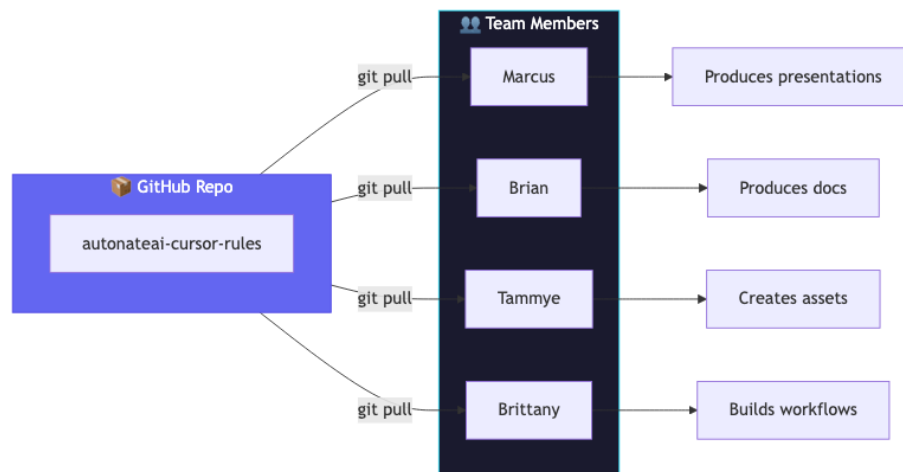 👥 Team Members
git pull
Marcus
Produces presentations
📦 GitHub Repo
autonateai-cursor-rules
git pull
Brian
Produces docs
git pull
Tammye
Creates assets
git pull
Brittany
Builds workflows